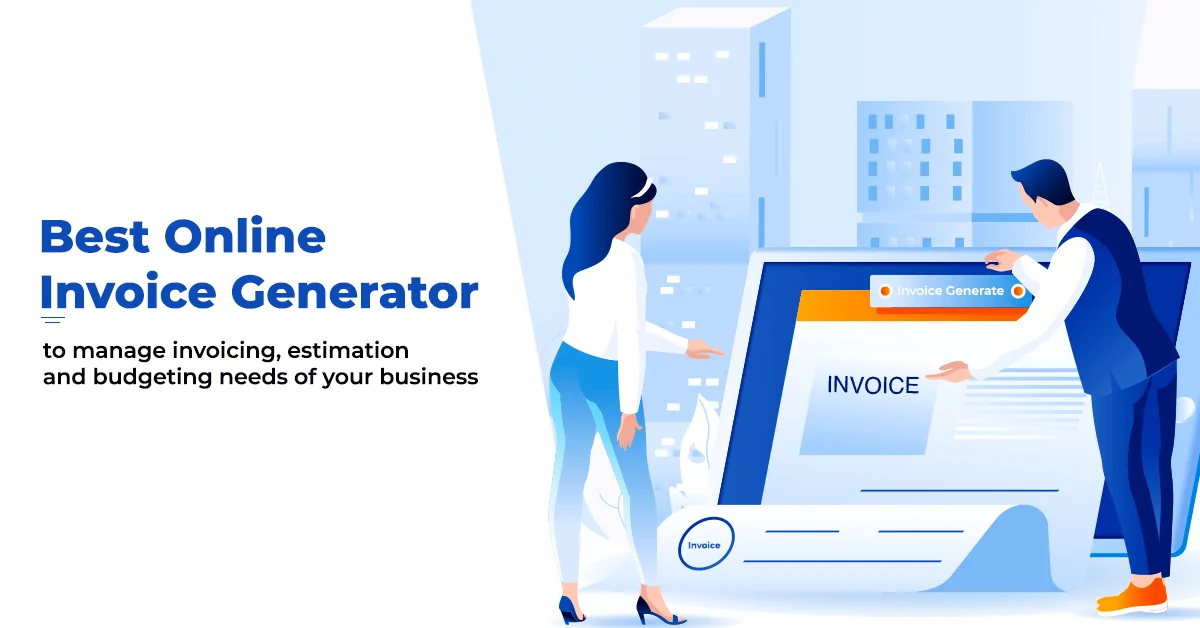 Best Online
Invoice Generator
to manage invoicing, estimation
and budgeting needs of your business
Invoice Generate
INVOICE
Invoice